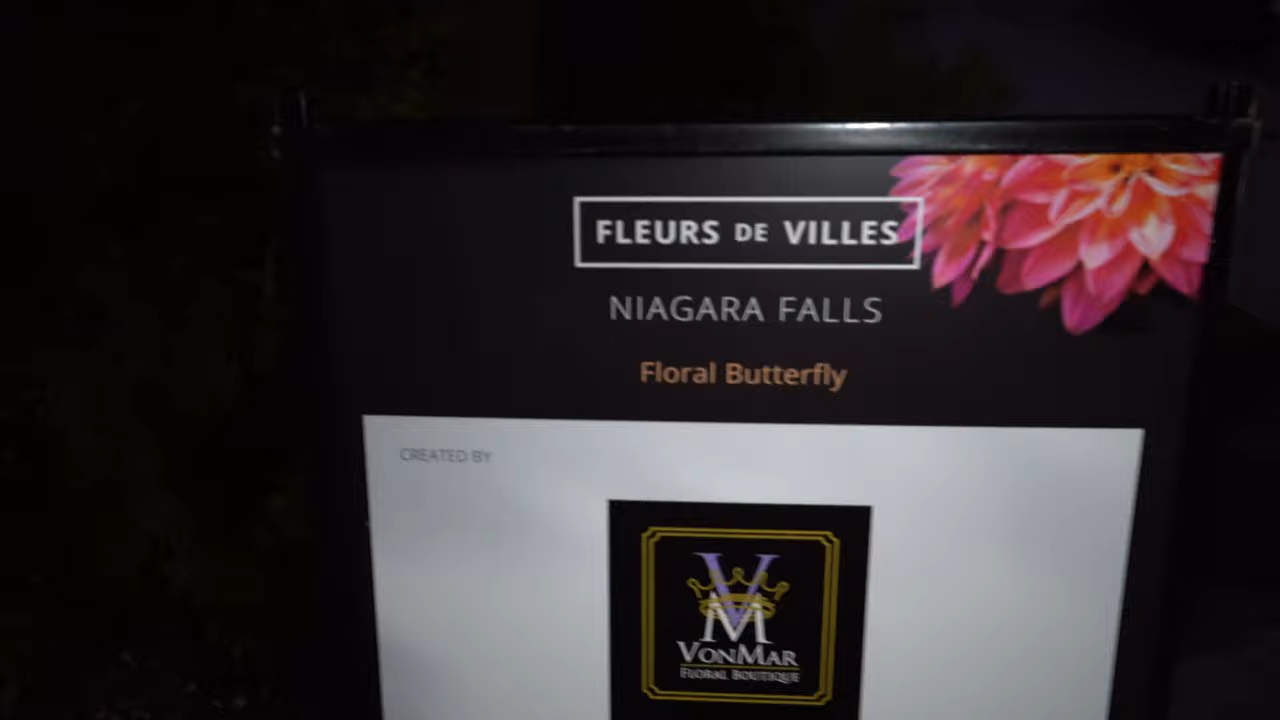 FLEURS DE VILLES
NIAGARA FALLS
Floral Butterfly
CREATED BY
VM
VONMAR
FLORAL BOUTIQUE